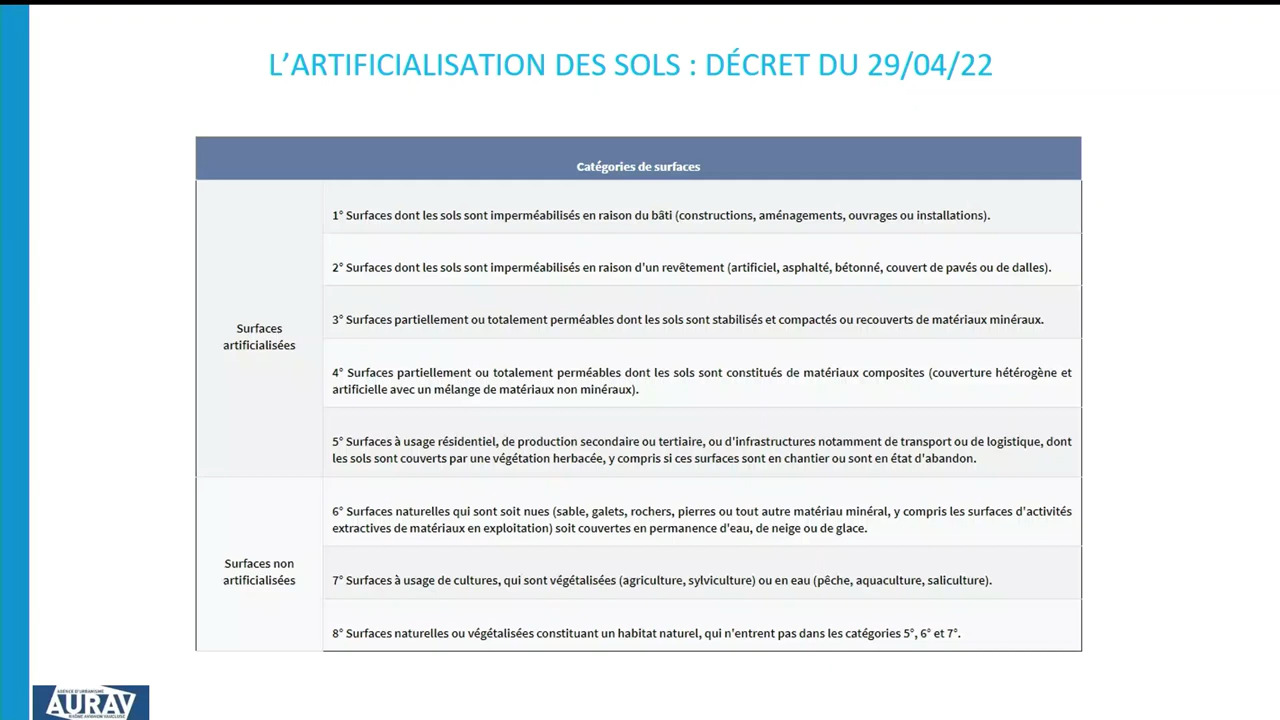 L'ARTIFICIALISATION DES SOLS : DÉCRET DU 29/04/22
Catégories de surfaces
Surfaces
artificialisées
1° Surfaces dont les sols sont imperméabilisés en raison du bâti (constructions, aménagements, ouvrages ou installations).
2° Surfaces dont les sols sont imperméabilisés en raison d'un revêtement (artificiel, asphalté, bétonné, couvert de pavés ou de dalles).
3° Surfaces partiellement ou totalement perméables dont les sols sont stabilisés et compactés ou recouverts de matériaux minéraux.
4° Surfaces partiellement ou totalement perméables dont les sols sont constitués de matériaux composites (couverture hétérogène et
artificielle avec un mélange de matériaux non minéraux).
5° Surfaces à usage résidentiel, de production secondaire ou tertiaire, ou d'infrastructures notamment de transport ou de logistique, dont
les sols sont couverts par une végétation herbacée, y compris si ces surfaces sont en chantier ou sont en état d'abandon.
Surfaces non
artificialisées
6° Surfaces naturelles qui sont soit nues (sable, galets, rochers, pierres ou tout autre matériau minéral, y compris les surfaces d'activités
extractives de matériaux en exploitation) soit couvertes en permanence d'eau, de neige ou de glace.
7° Surfaces à usage de cultures, qui sont végétalisées (agriculture, sylviculture) ou en eau (pêche, aquaculture, saliculture).
8° Surfaces naturelles ou végétalisées constituant un habitat naturel, qui n'entrent pas dans les catégories 5°, 6° et 7°.
AGENCE D'URBANISME
AURAV
RHÔNE AVIGNON VAUCLUSE